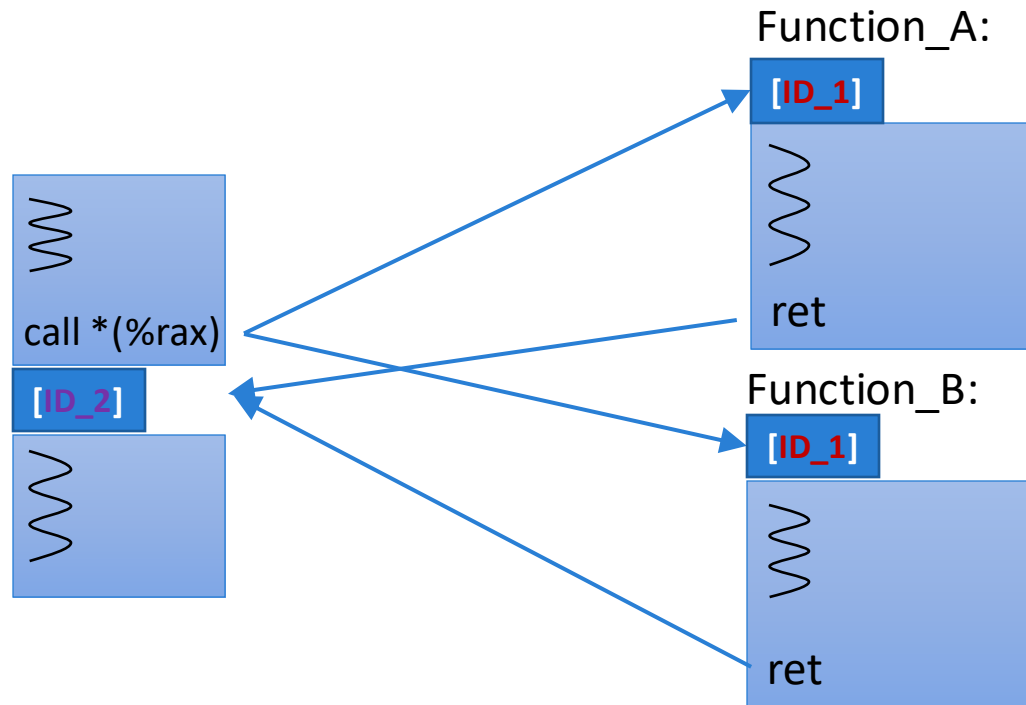 Function_A:
[ID_1]
call *(%rax)
ret
[ID_2]
Function_B:
[ID_1]
ret